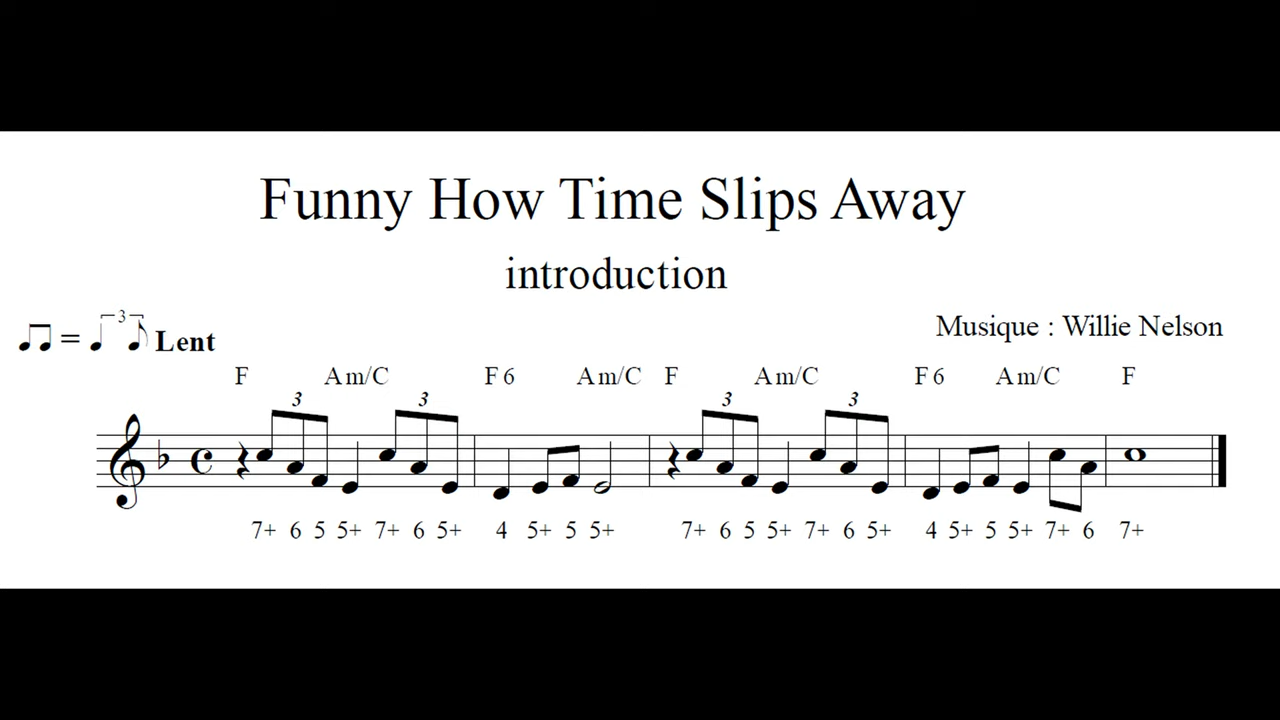 Funny How Time Slips Away
introduction
Musique : Willie Nelson
= 3 Lent
F Am/C F6 Am/C F Am/C F6 Am/C F
3 3 3 3
7+ 6 5 5+ 7+ 6 5+ 4 5+ 5 5+ 7+ 6 5 5+ 7+ 6 5+ 4 5+ 5 5+ 7+ 6 7+